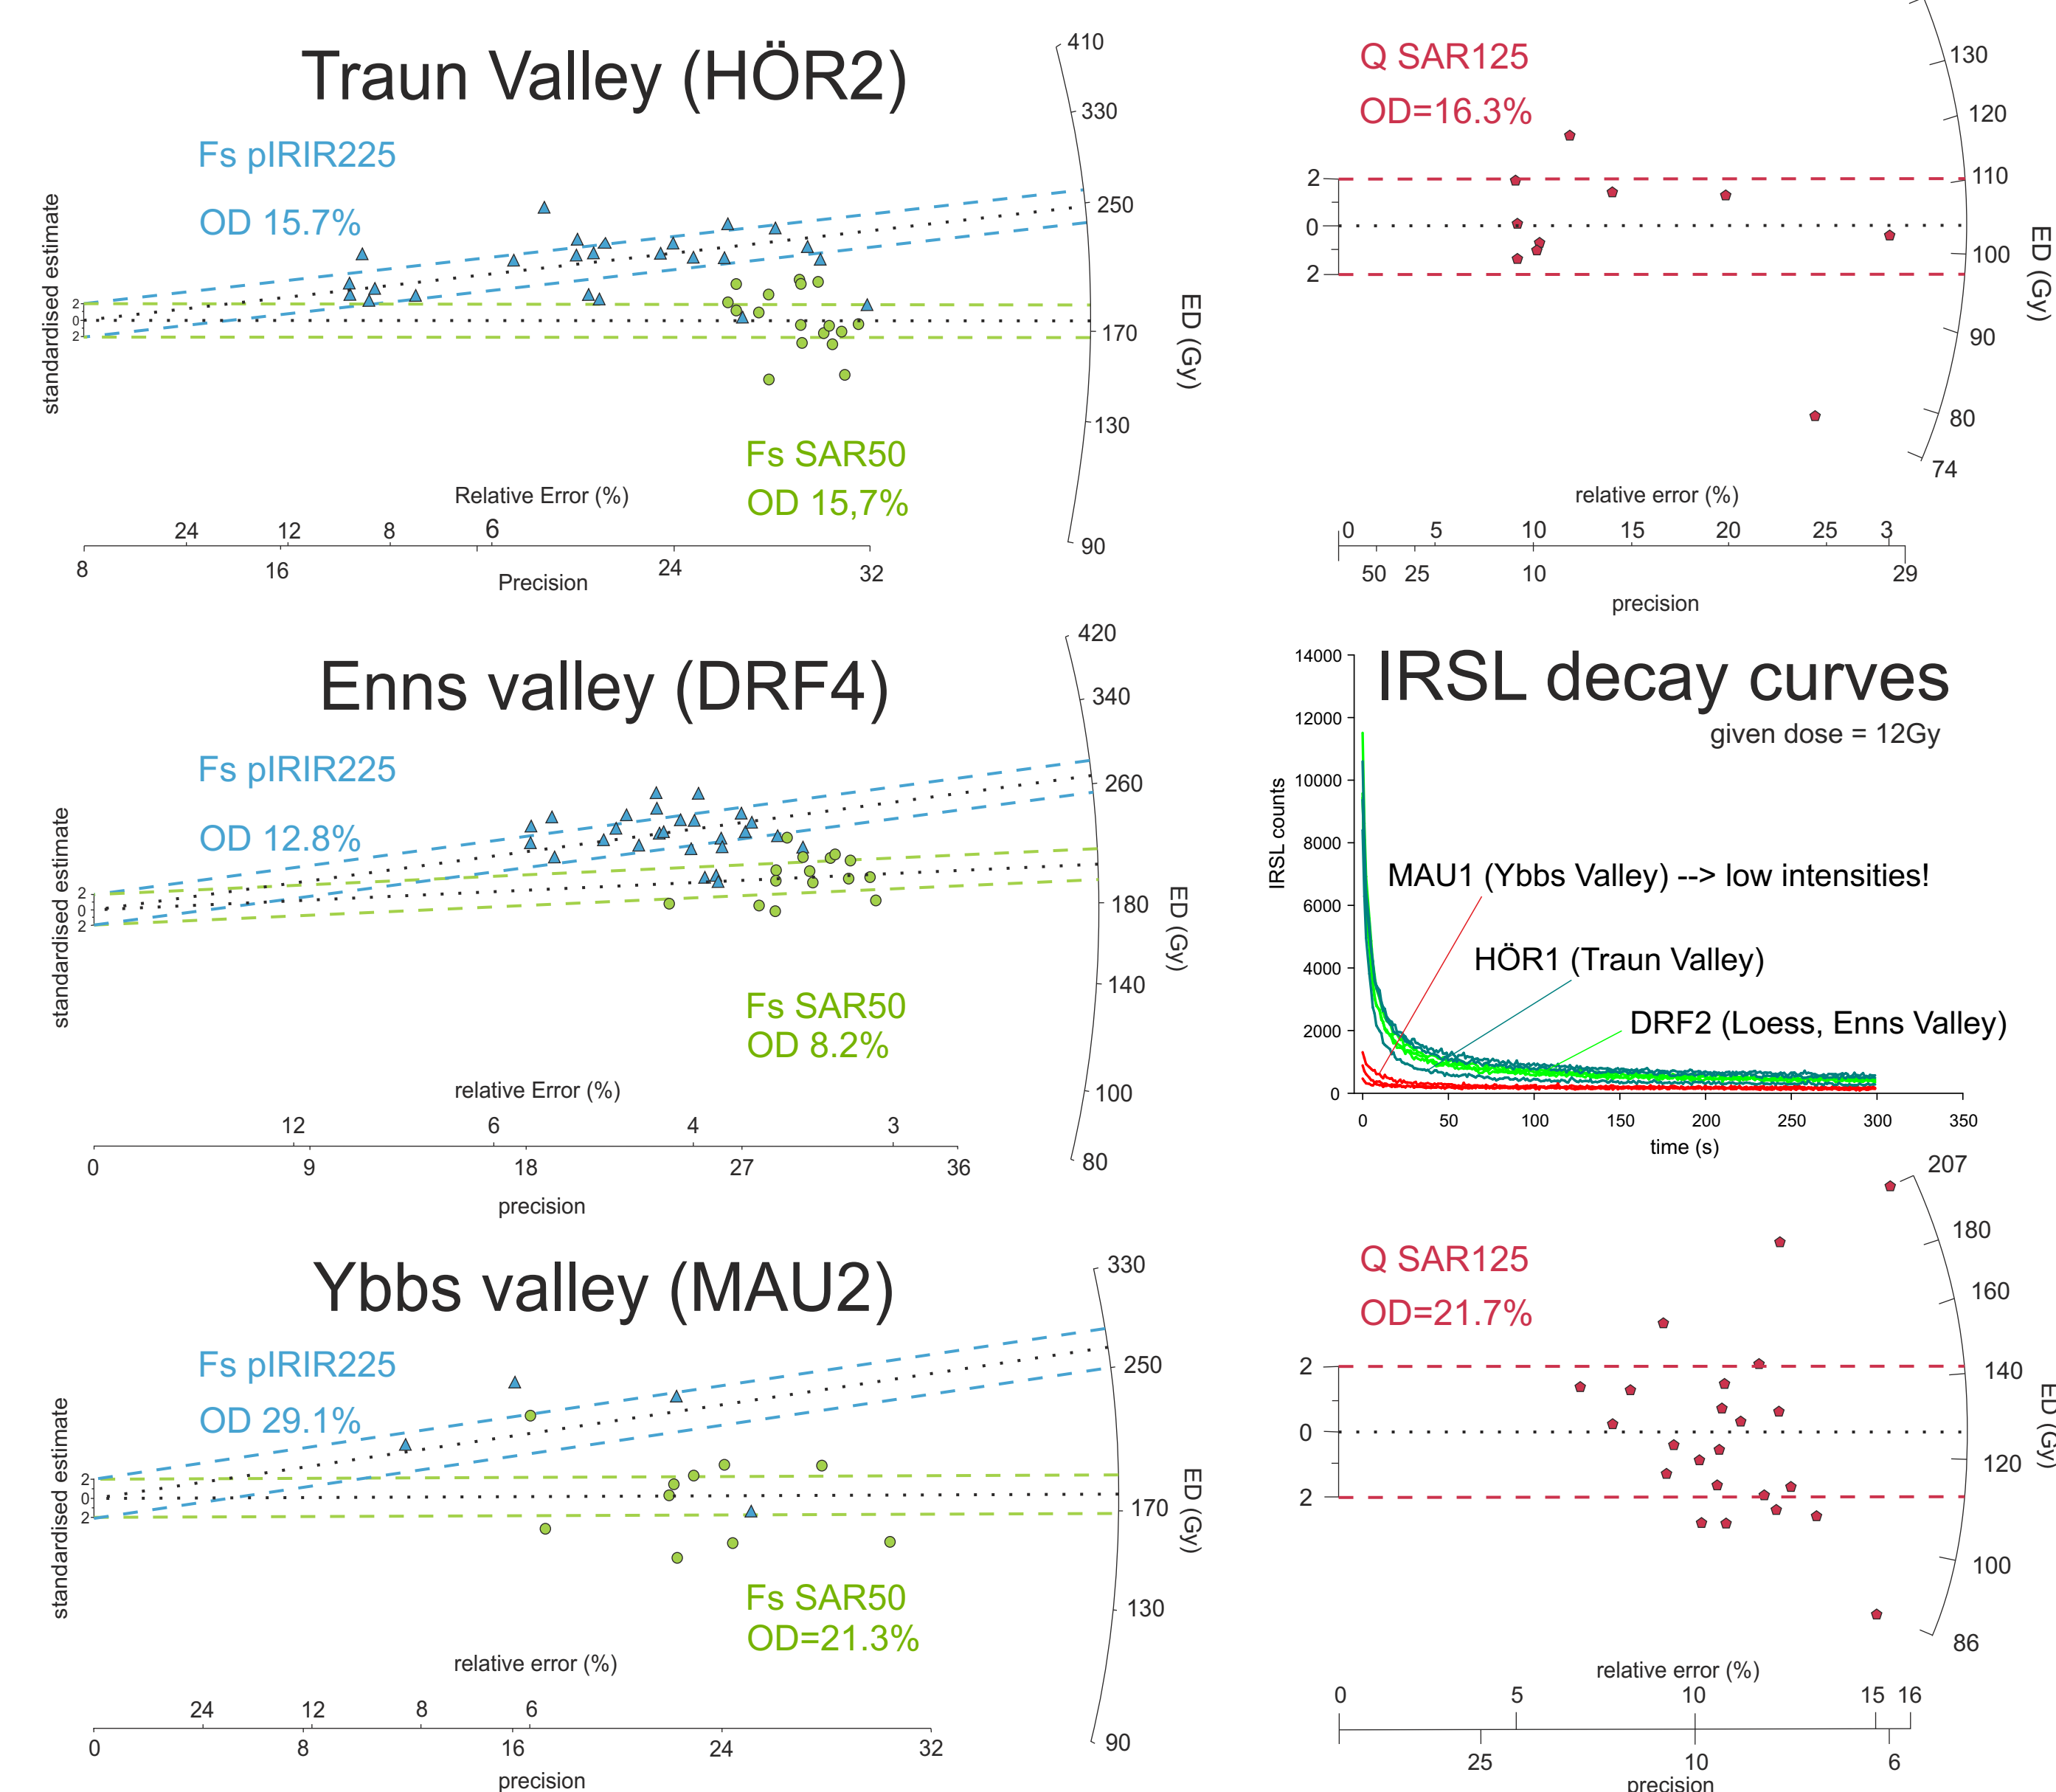 Traun Valley (HÖR2)
Fs pIRIR225
OD 15.7%
standardised estimate
2
0
2
410
330
250
170
130
90
ED (Gy)
Fs SAR50
OD 15,7%
Relative Error (%)
24 12 8 6
8 16 24 32
Precision
Q SAR125
OD=16.3%
2
0
2
130
120
110
100
90
80
74
ED (Gy)
relative error (%)
0 5 10 15 20 25 3
50 25 10 29
precision
Enns valley (DRF4)
Fs pIRIR225
OD 12.8%
standardised estimate
2
0
2
420
340
260
180
140
100
80
ED (Gy)
Fs SAR50
OD 8.2%
relative Error (%)
12 6 4 3
0 9 18 27 36
precision
IRSL decay curves
given dose = 12Gy
IRSL counts
14000
12000
10000
8000
6000
4000
2000
0
MAU1 (Ybbs Valley) --> low intensities!
HÖR1 (Traun Valley)
DRF2 (Loess, Enns Valley)
0 50 100 150 200 250 300 350
time (s)
Ybbs valley (MAU2)
Fs pIRIR225
OD 29.1%
standardised estimate
2
0
2
330
250
170
130
90
ED (Gy)
Fs SAR50
OD=21.3%
relative error (%)
24 12 8 6
0 8 16 24 32
precision
Q SAR125
OD=21.7%
2
0
2
207
180
160
140
120
100
86
ED (Gy)
relative error (%)
0 5 10 15 16
25 10 6
precision